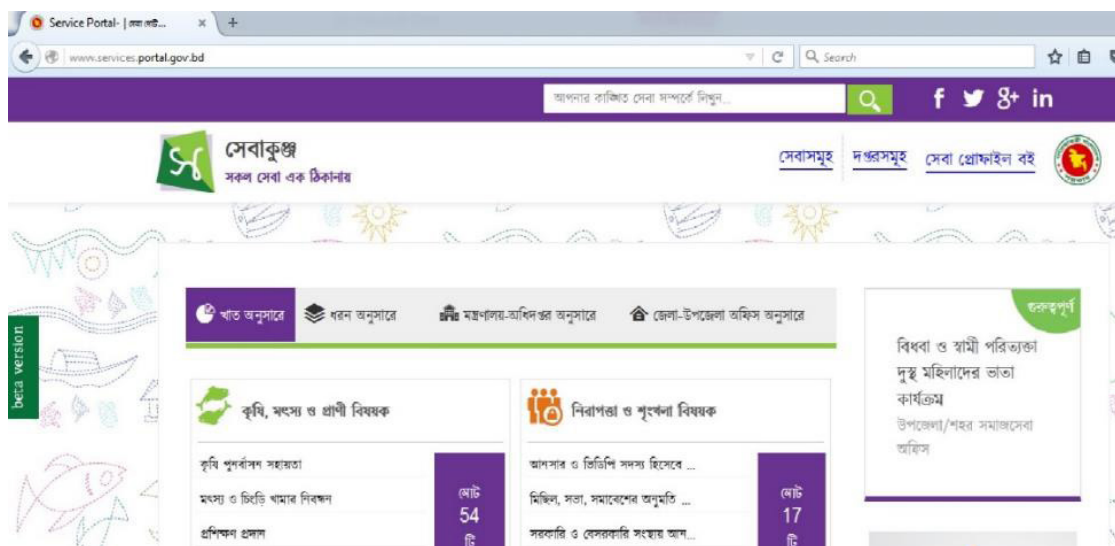 Service Portal- | সেবা পোর্ট...
www.services.portal.gov.bd
Search
আপনার কাঙ্খিত সেবা সম্পর্কে লিখুন...
f 8+ in
সেবাকুঞ্জ
সকল সেবা এক ঠিকানায়
সেবাসমূহ দপ্তরসমূহ সেবা প্রোফাইল বই
beta version
খাত অনুসারে ধরন অনুসারে মন্ত্রণালয়-অধিদপ্তর অনুসারে জেলা-উপজেলা অফিস অনুসারে
গুরুত্বপূর্ণ
বিধবা ও স্বামী পরিত্যক্তা
দুস্থ মহিলাদের ভাতা
কার্যক্রম
উপজেলা/শহর সমাজসেবা
অফিস
কৃষি, মৎস্য ও প্রাণী বিষয়ক
কৃষি পুনর্বাসন সহায়তা
মৎস্য ও চিংড়ি খামার নিবন্ধন
প্রশিক্ষণ প্রদান
মোট
54
টি
নিরাপত্তা ও শৃংখলা বিষয়ক
আনসার ও ভিডিপি সদস্য হিসেবে ...
মিছিল, সভা, সমাবেশের অনুমতি ...
সরকারি ও বেসরকারি সংস্থায় আন...
মোট
17
টি